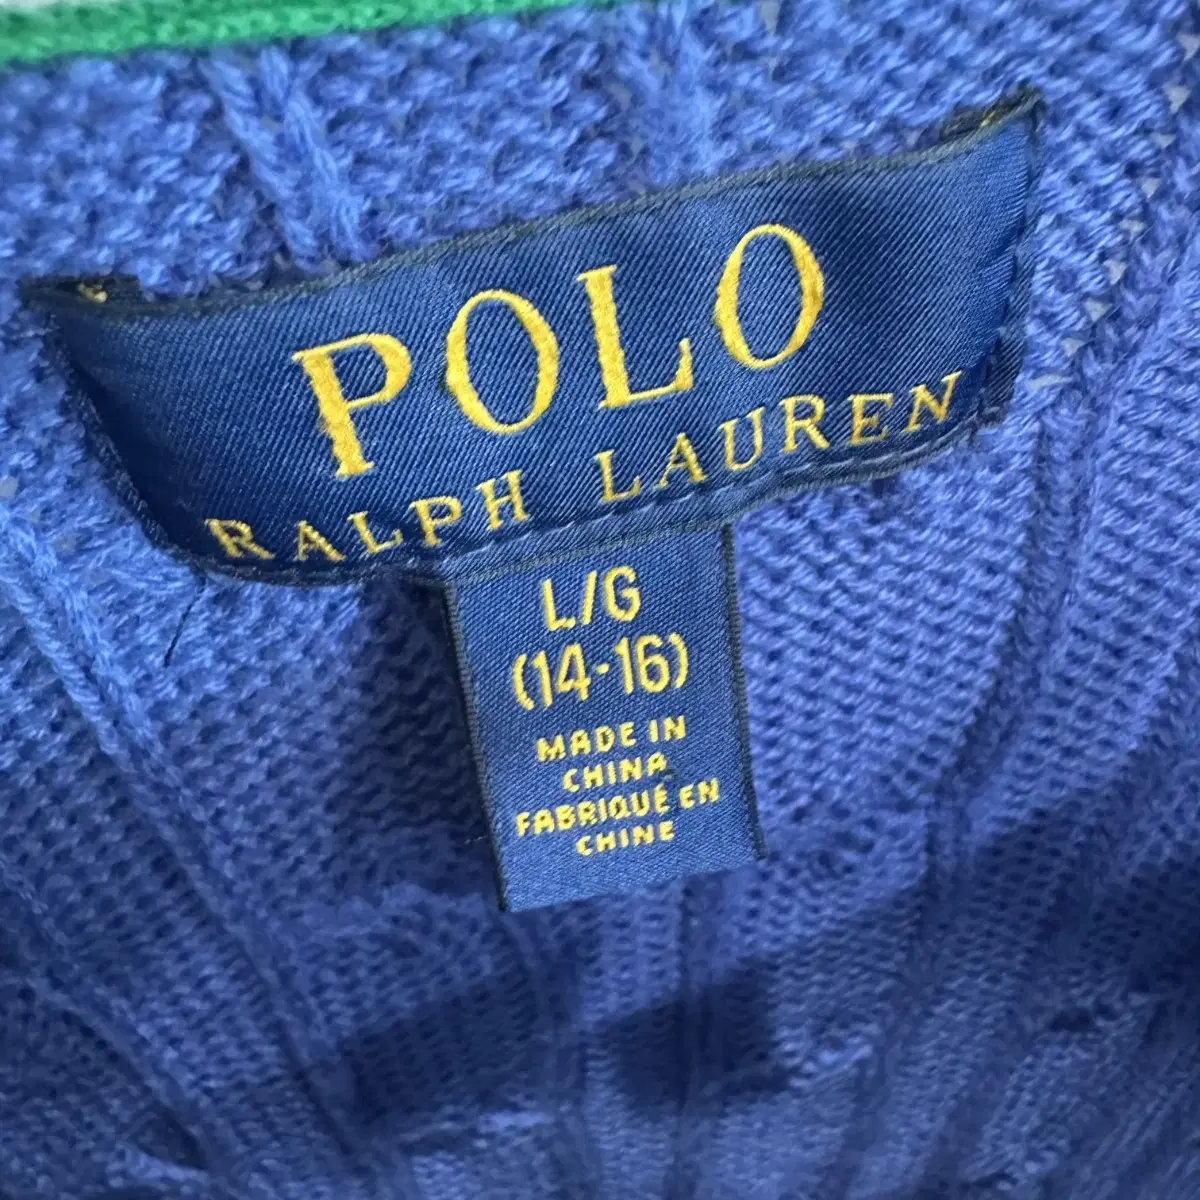 POLO
RALPH LAUREN
L/G
(14-16)
MADE IN
CHINA
FABRIQUÉ EN
CHINE